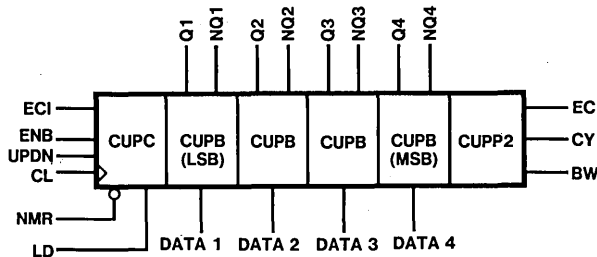 Q1 NQ1 Q2 NQ2 Q3 NQ3 Q4 NQ4
ECI
ENB
UPDN
CL
NMR
LD
CUPC
CUPB
(LSB)
CUPB
CUPB
CUPB
(MSB)
CUPP2
EC
CY
BW
DATA 1 DATA 2 DATA 3 DATA 4